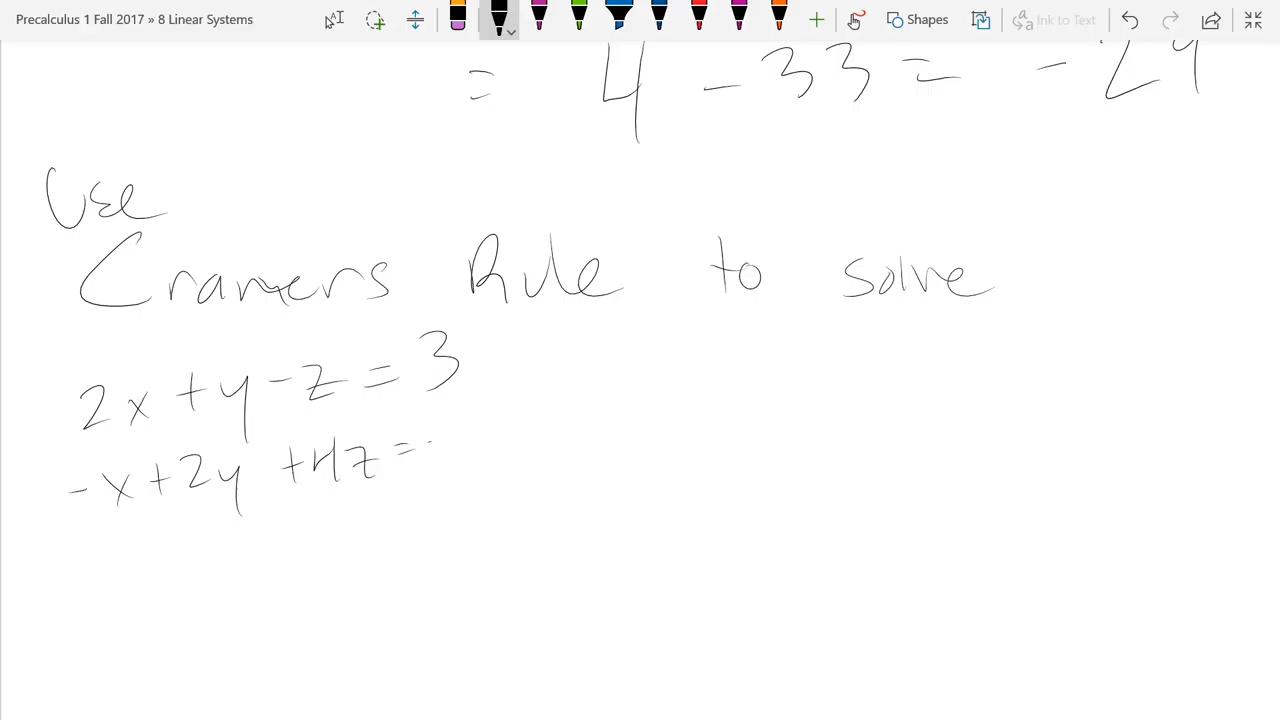 Precalculus 1 Fall 2017 » 8 Linear Systems
Shapes
Ink to Text
= 4 - 33 = - 29
Use
Cramers Rule to solve
2x + y - z = 3
-x + 2y + 4z = -